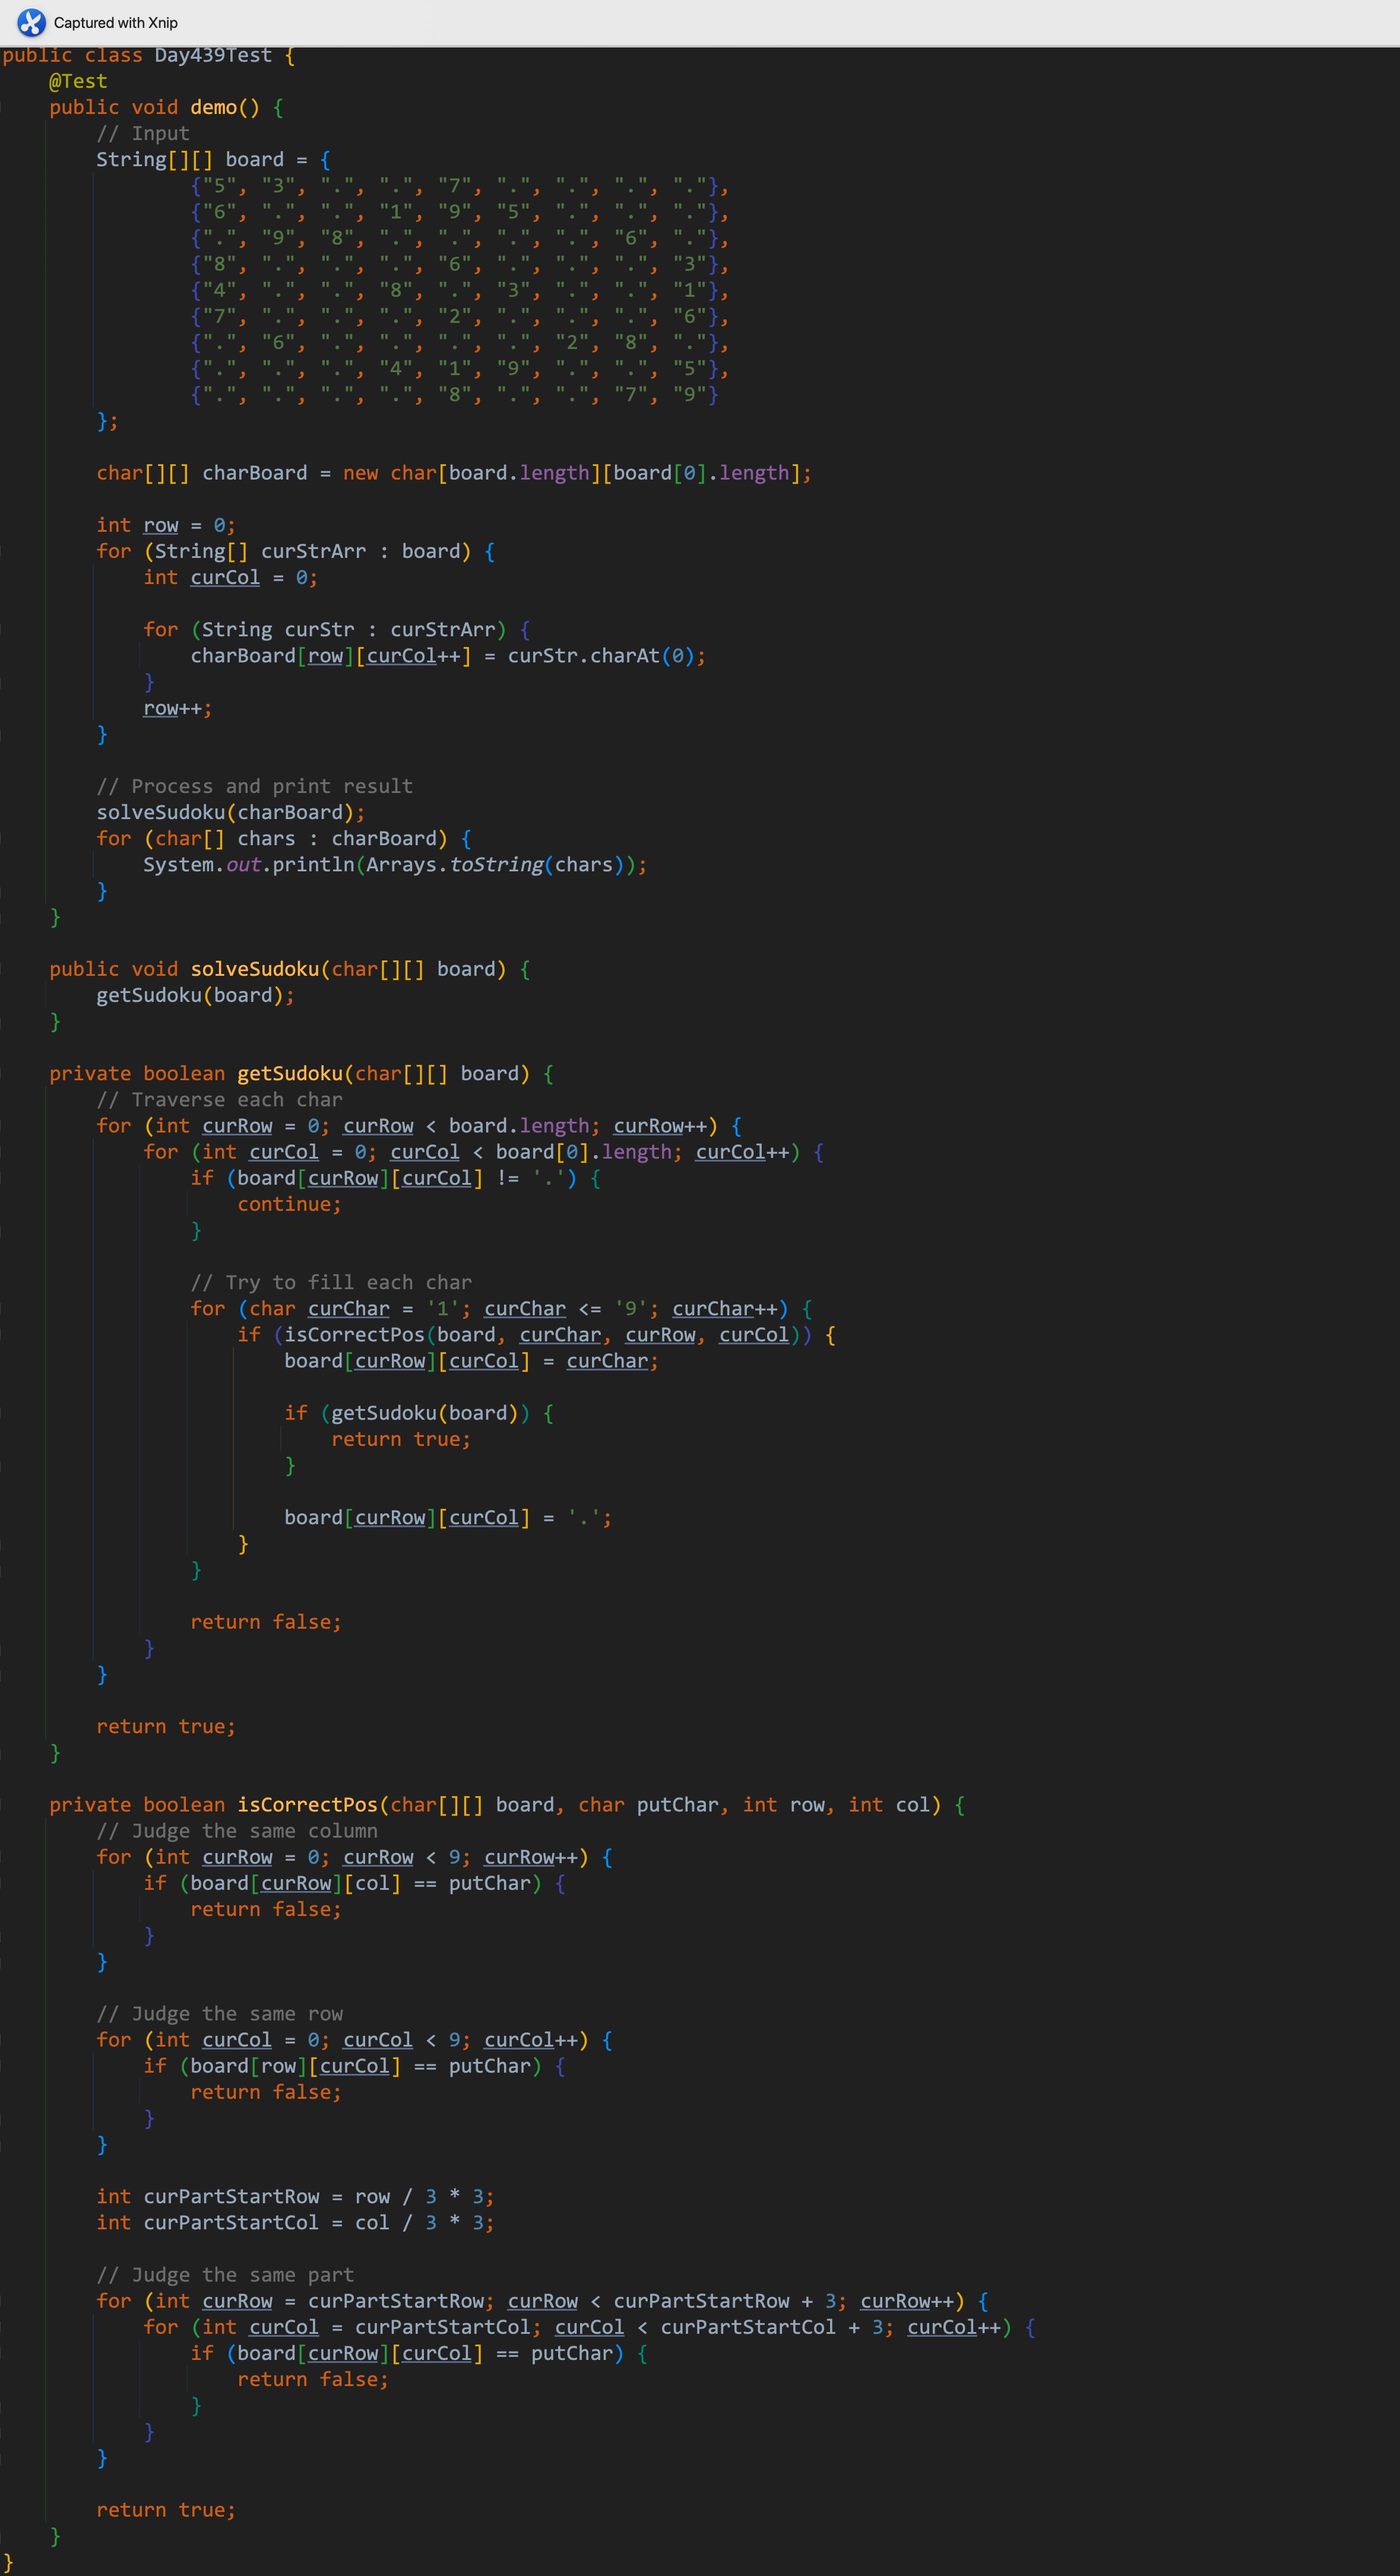 Captured with Xnip
public class Day439Test {
    @Test
    public void demo() {
        // Input
        String[][] board = {
                {"5", "3", ".", ".", "7", ".", ".", ".", "."},
                {"6", ".", ".", "1", "9", "5", ".", ".", "."},
                {".", "9", "8", ".", ".", ".", ".", "6", "."},
                {"8", ".", ".", ".", "6", ".", ".", ".", "3"},
                {"4", ".", ".", "8", ".", "3", ".", ".", "1"},
                {"7", ".", ".", ".", "2", ".", ".", ".", "6"},
                {".", "6", ".", ".", ".", ".", "2", "8", "."},
                {".", ".", ".", "4", "1", "9", ".", ".", "5"},
                {".", ".", ".", ".", "8", ".", ".", "7", "9"}
        };

        char[][] charBoard = new char[board.length][board[0].length];

        int row = 0;
        for (String[] curStrArr : board) {
            int curCol = 0;

            for (String curStr : curStrArr) {
                charBoard[row][curCol++] = curStr.charAt(0);
            }
            row++;
        }

        // Process and print result
        solveSudoku(charBoard);
        for (char[] chars : charBoard) {
            System.out.println(Arrays.toString(chars));
        }
    }

    public void solveSudoku(char[][] board) {
        getSudoku(board);
    }

    private boolean getSudoku(char[][] board) {
        // Traverse each char
        for (int curRow = 0; curRow < board.length; curRow++) {
            for (int curCol = 0; curCol < board[0].length; curCol++) {
                if (board[curRow][curCol] != '.') {
                    continue;
                }

                // Try to fill each char
                for (char curChar = '1'; curChar <= '9'; curChar++) {
                    if (isCorrectPos(board, curChar, curRow, curCol)) {
                        board[curRow][curCol] = curChar;

                        if (getSudoku(board)) {
                            return true;
                        }

                        board[curRow][curCol] = '.';
                    }
                }

                return false;
            }
        }

        return true;
    }

    private boolean isCorrectPos(char[][] board, char putChar, int row, int col) {
        // Judge the same column
        for (int curRow = 0; curRow < 9; curRow++) {
            if (board[curRow][col] == putChar) {
                return false;
            }
        }

        // Judge the same row
        for (int curCol = 0; curCol < 9; curCol++) {
            if (board[row][curCol] == putChar) {
                return false;
            }
        }

        int curPartStartRow = row / 3 * 3;
        int curPartStartCol = col / 3 * 3;

        // Judge the same part
        for (int curRow = curPartStartRow; curRow < curPartStartRow + 3; curRow++) {
            for (int curCol = curPartStartCol; curCol < curPartStartCol + 3; curCol++) {
                if (board[curRow][curCol] == putChar) {
                    return false;
                }
            }
        }

        return true;
    }
}